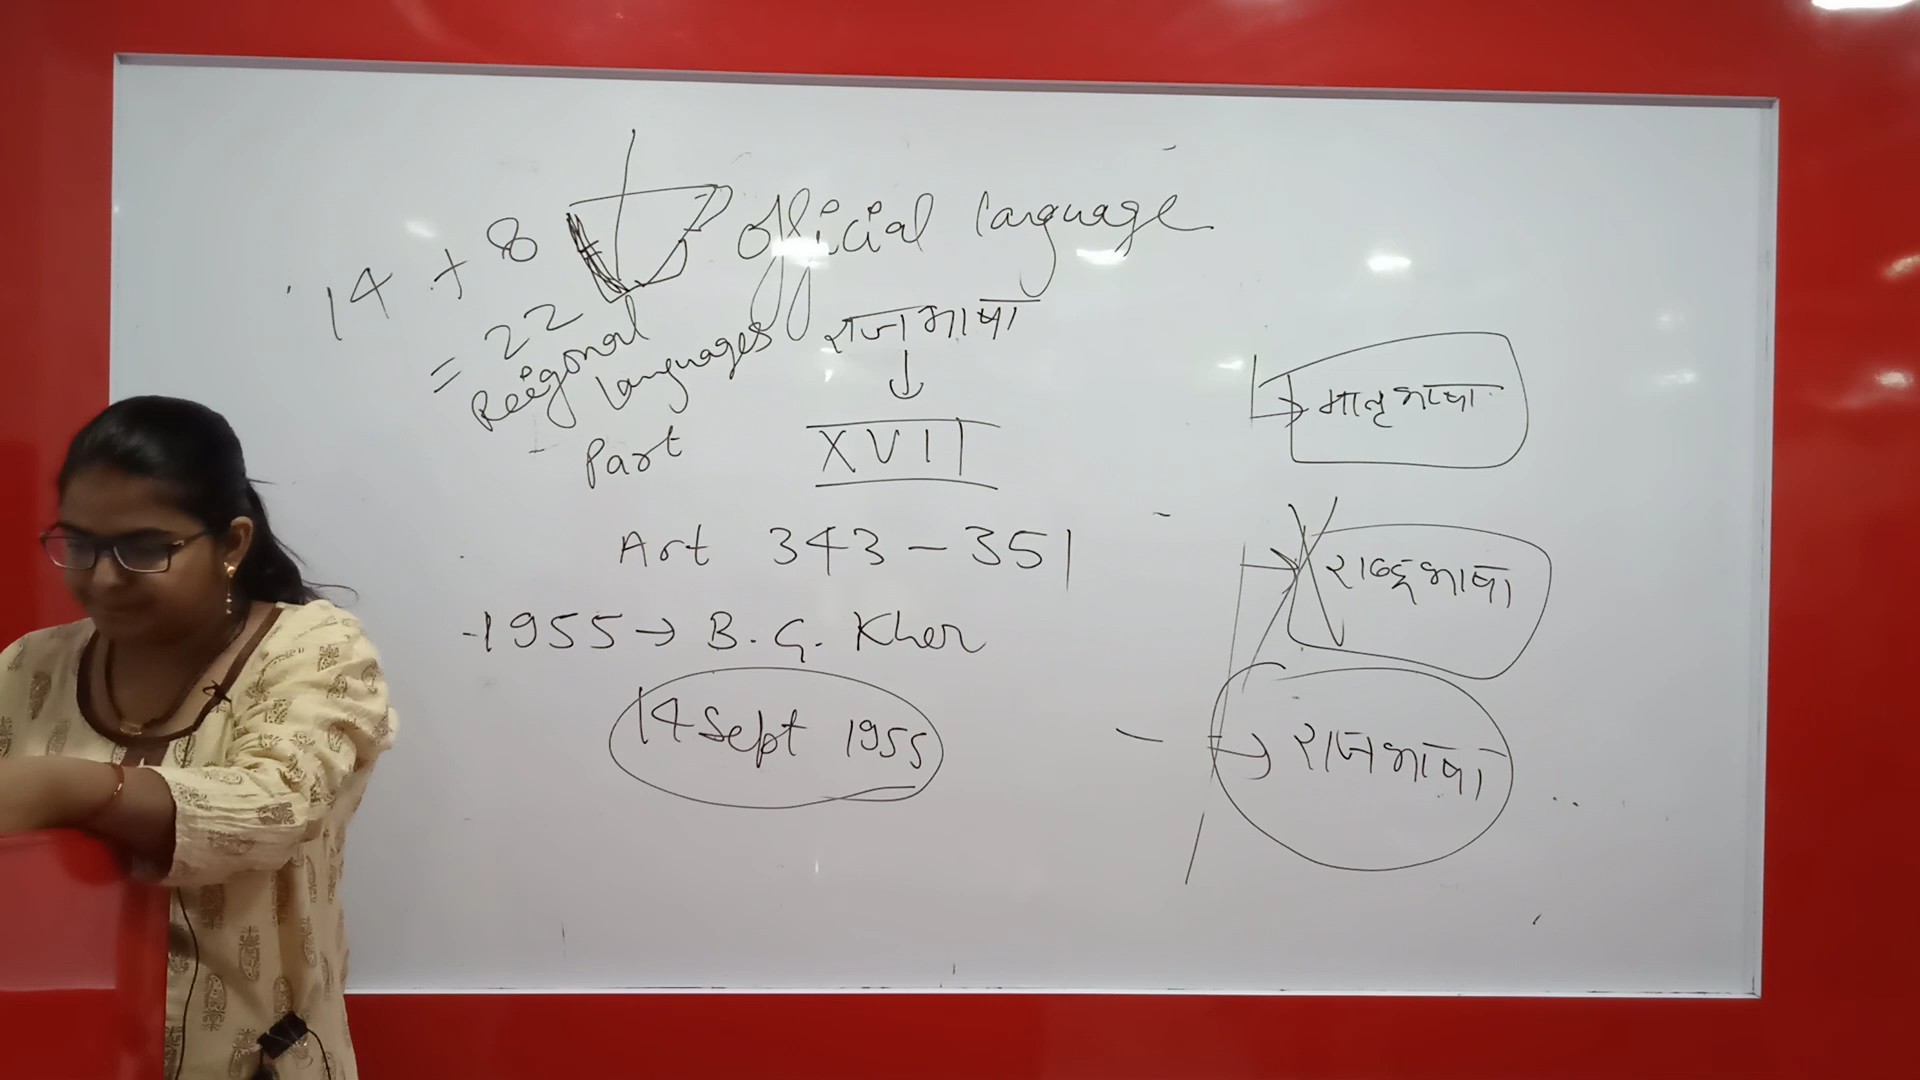 14 + 8
= 22
Reigonal
languages
official language
राजभाषा
↓
Part XVII
Art 343 – 351
-1955 → B. G. Kher
14 Sept 1955
→ मातृभाषा
→ राष्ट्रभाषा
→ राजभाषा